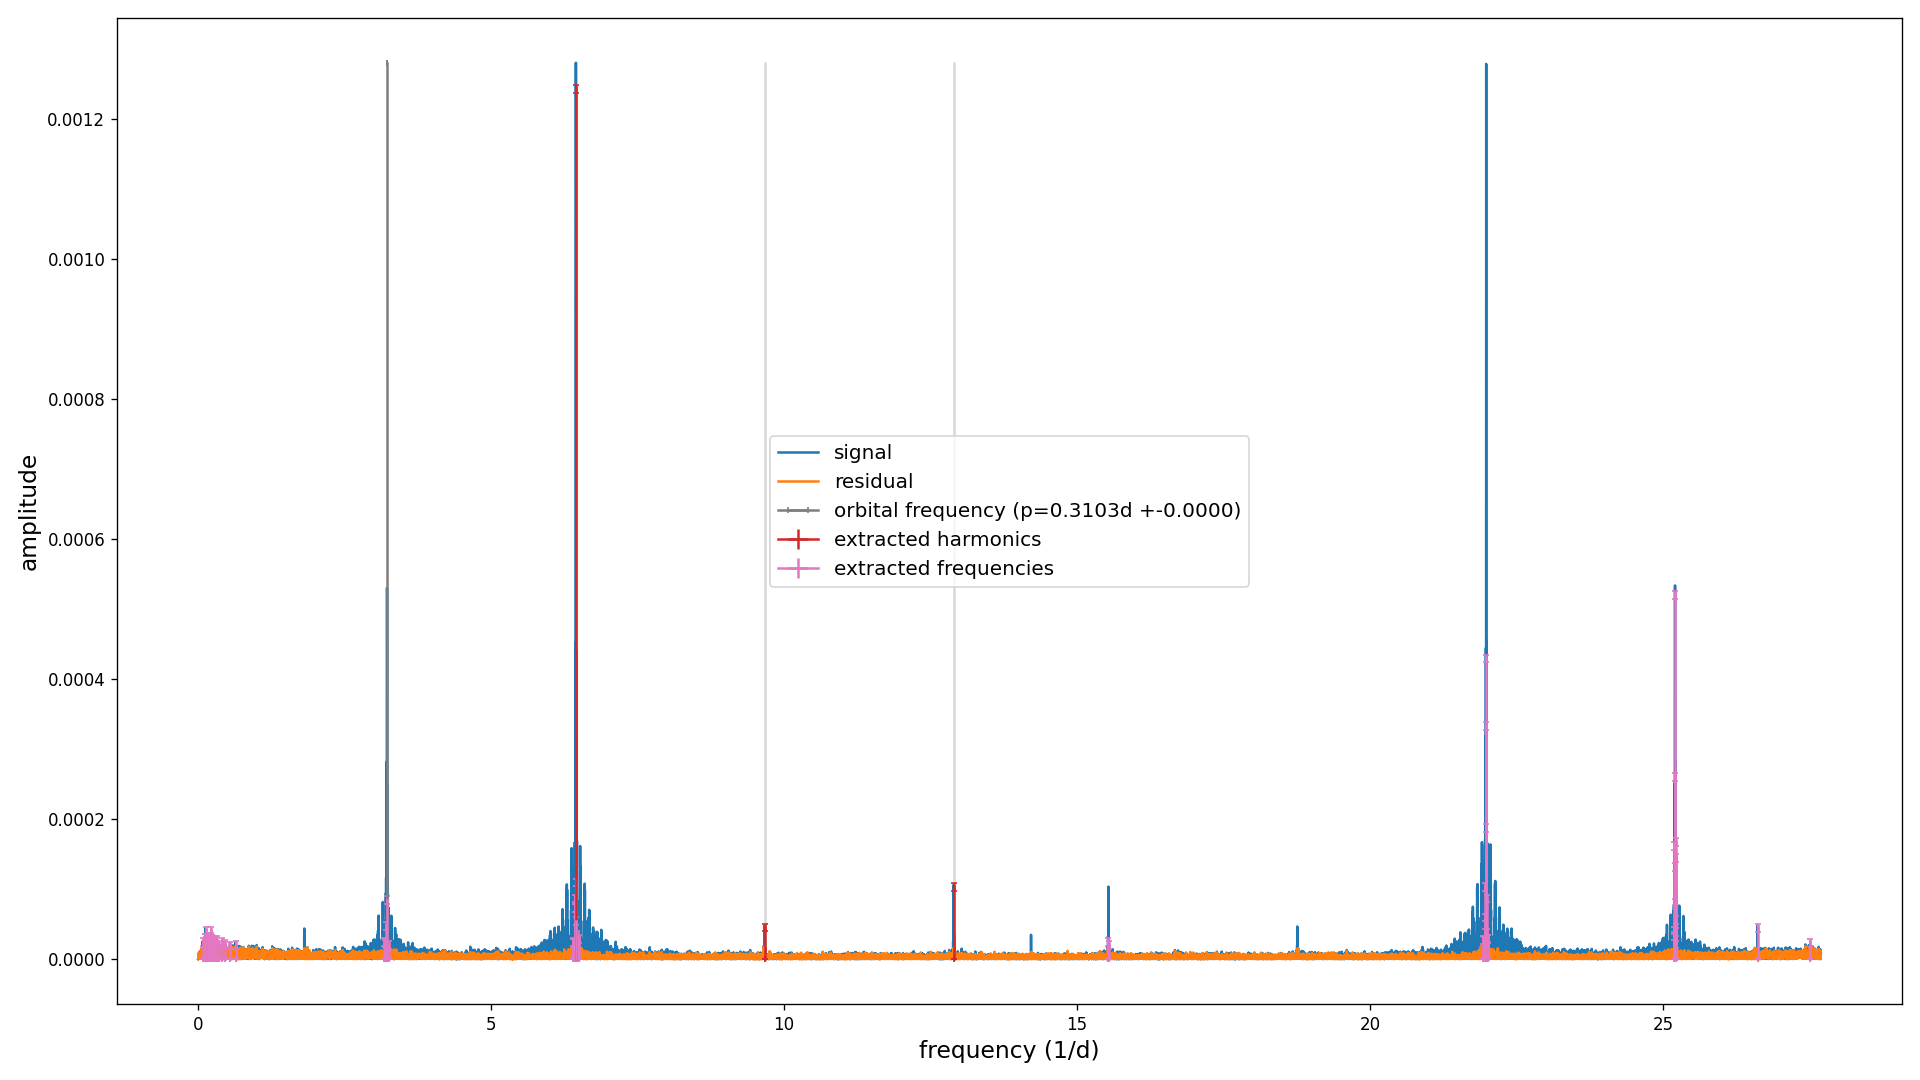 0.0012
0.0010
0.0008
0.0006
0.0004
0.0002
0.0000
amplitude
signal
residual
orbital frequency (p=0.3103d +-0.0000)
extracted harmonics
extracted frequencies
0 5 10 15 20 25
frequency (1/d)